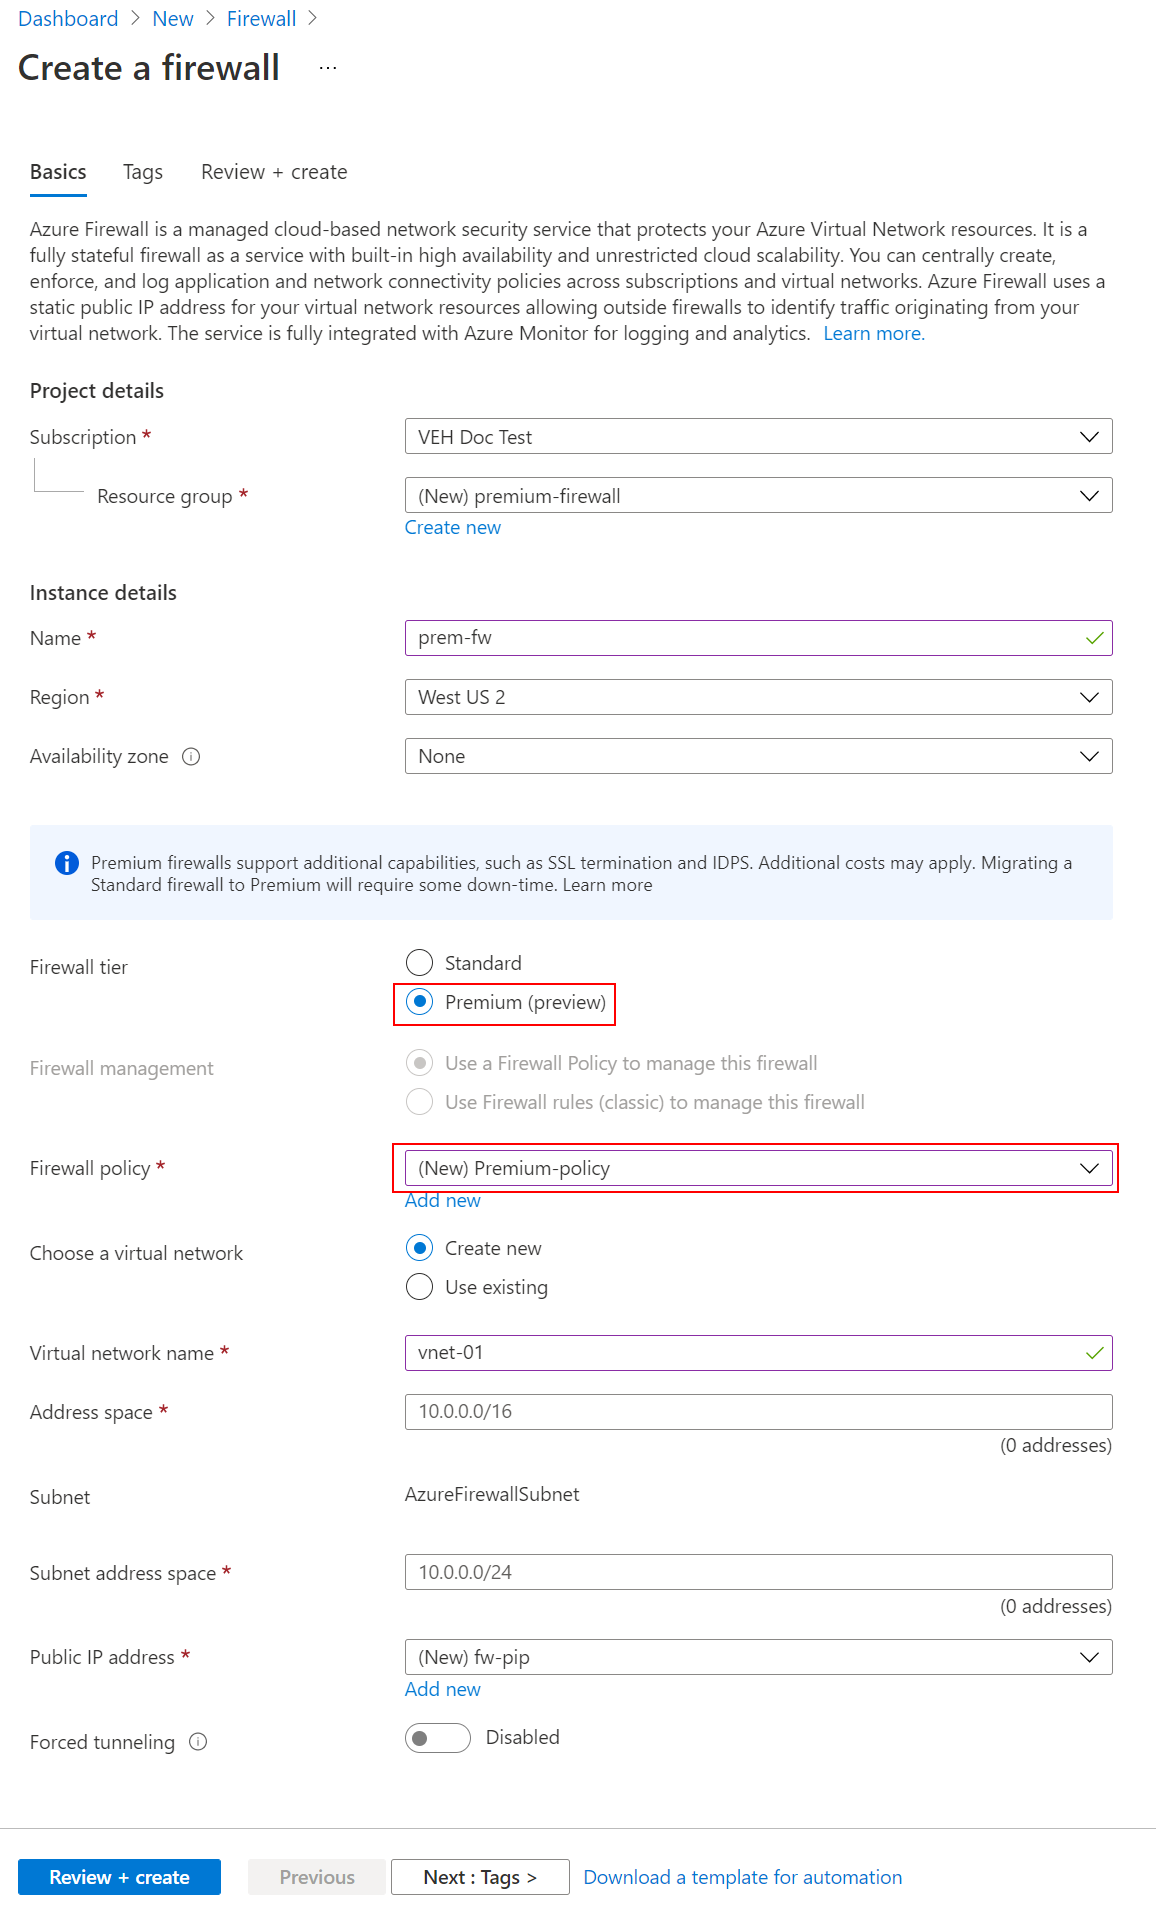 Dashboard > New > Firewall >
Create a firewall ...
Basics Tags Review + create
Azure Firewall is a managed cloud-based network security service that protects your Azure Virtual Network resources. It is a
fully stateful firewall as a service with built-in high availability and unrestricted cloud scalability. You can centrally create,
enforce, and log application and network connectivity policies across subscriptions and virtual networks. Azure Firewall uses a
static public IP address for your virtual network resources allowing outside firewalls to identify traffic originating from your
virtual network. The service is fully integrated with Azure Monitor for logging and analytics. Learn more.
Project details
Subscription * VEH Doc Test
Resource group * (New) premium-firewall
Create new
Instance details
Name * prem-fw
Region * West US 2
Availability zone None
Premium firewalls support additional capabilities, such as SSL termination and IDPS. Additional costs may apply. Migrating a
Standard firewall to Premium will require some down-time. Learn more
Firewall tier Standard
Premium (preview)
Firewall management Use a Firewall Policy to manage this firewall
Use Firewall rules (classic) to manage this firewall
Firewall policy * (New) Premium-policy
Add new
Choose a virtual network Create new
Use existing
Virtual network name * vnet-01
Address space * 10.0.0.0/16
(0 addresses)
Subnet AzureFirewallSubnet
Subnet address space * 10.0.0.0/24
(0 addresses)
Public IP address * (New) fw-pip
Add new
Forced tunneling Disabled
Review + create Previous Next : Tags > Download a template for automation